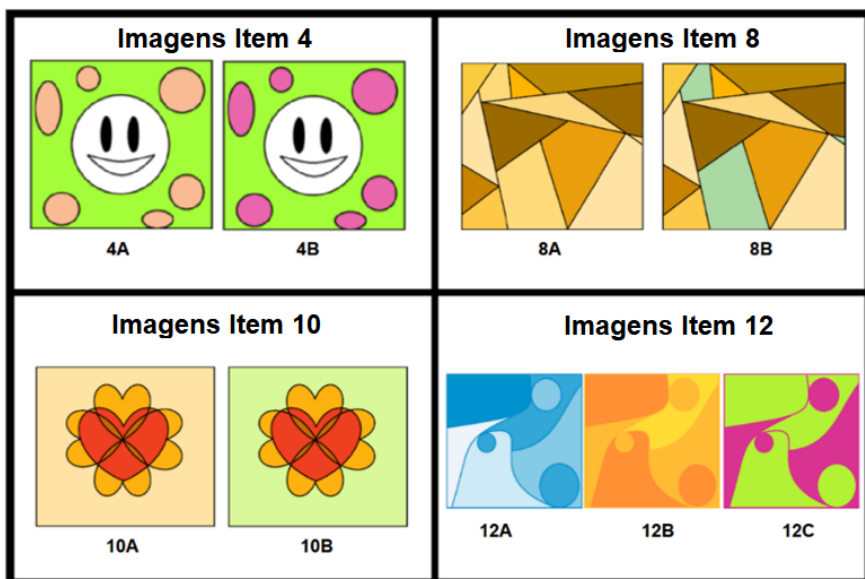 Imagens Item 4
4A
4B
Imagens Item 8
8A
8B
Imagens Item 10
10A
10B
Imagens Item 12
12A
12B
12C